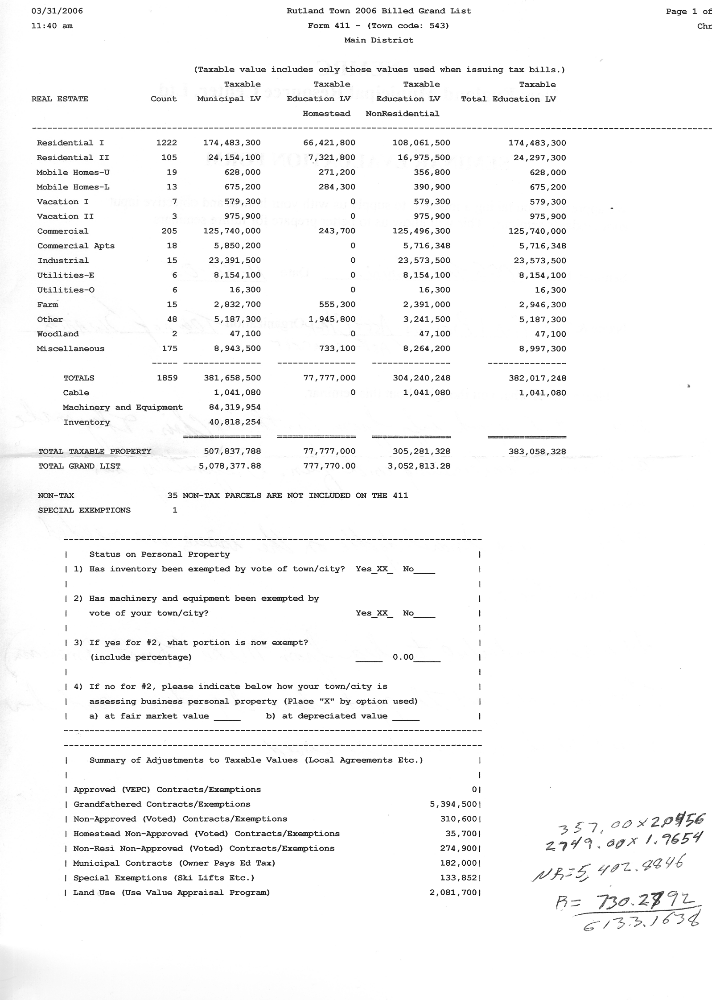 03/31/2006 Rutland Town 2006 Billed Grand List Page 1 of
11:40 am Form 411 - (Town code: 543) Chr
Main District
(Taxable value includes only those values used when issuing tax bills.)
Taxable Taxable Taxable Taxable
REAL ESTATE Count Municipal LV Education LV Education LV Total Education LV
Homestead NonResidential
Residential I 1222 174,483,300 66,421,800 108,061,500 174,483,300
Residential II 105 24,154,100 7,321,800 16,975,500 24,297,300
Mobile Homes-U 19 628,000 271,200 356,800 628,000
Mobile Homes-L 13 675,200 284,300 390,900 675,200
Vacation I 7 579,300 0 579,300 579,300
Vacation II 3 975,900 0 975,900 975,900
Commercial 205 125,740,000 243,700 125,496,300 125,740,000
Commercial Apts 18 5,850,200 0 5,716,348 5,716,348
Industrial 15 23,391,500 0 23,573,500 23,573,500
Utilities-E 6 8,154,100 0 8,154,100 8,154,100
Utilities-O 6 16,300 0 16,300 16,300
Farm 15 2,832,700 555,300 2,391,000 2,946,300
Other 48 5,187,300 1,945,800 3,241,500 5,187,300
Woodland 2 47,100 0 47,100 47,100
Miscellaneous 175 8,943,500 733,100 8,264,200 8,997,300
TOTALS 1859 381,658,500 77,777,000 304,240,248 382,017,248
Cable 1,041,080 0 1,041,080 1,041,080
Machinery and Equipment 84,319,954
Inventory 40,818,254
TOTAL TAXABLE PROPERTY 507,837,788 77,777,000 305,281,328 383,058,328
TOTAL GRAND LIST 5,078,377.88 777,770.00 3,052,813.28
NON-TAX 35 NON-TAX PARCELS ARE NOT INCLUDED ON THE 411
SPECIAL EXEMPTIONS 1
Status on Personal Property
1) Has inventory been exempted by vote of town/city? Yes_XX_ No____
2) Has machinery and equipment been exempted by
vote of your town/city? Yes_XX_ No____
3) If yes for #2, what portion is now exempt?
(include percentage) _____ 0.00_____
4) If no for #2, please indicate below how your town/city is
assessing business personal property (Place "X" by option used)
a) at fair market value _____ b) at depreciated value _____
Summary of Adjustments to Taxable Values (Local Agreements Etc.)
Approved (VEPC) Contracts/Exemptions 0
Grandfathered Contracts/Exemptions 5,394,500
Non-Approved (Voted) Contracts/Exemptions 310,600
Homestead Non-Approved (Voted) Contracts/Exemptions 35,700
Non-Resi Non-Approved (Voted) Contracts/Exemptions 274,900
Municipal Contracts (Owner Pays Ed Tax) 182,000
Special Exemptions (Ski Lifts Etc.) 133,852
Land Use (Use Value Appraisal Program) 2,081,700
357.00 x 2.0456
2749.00 x 1.9654
NR=5,402.8846
R= 730.2792
6133.1638